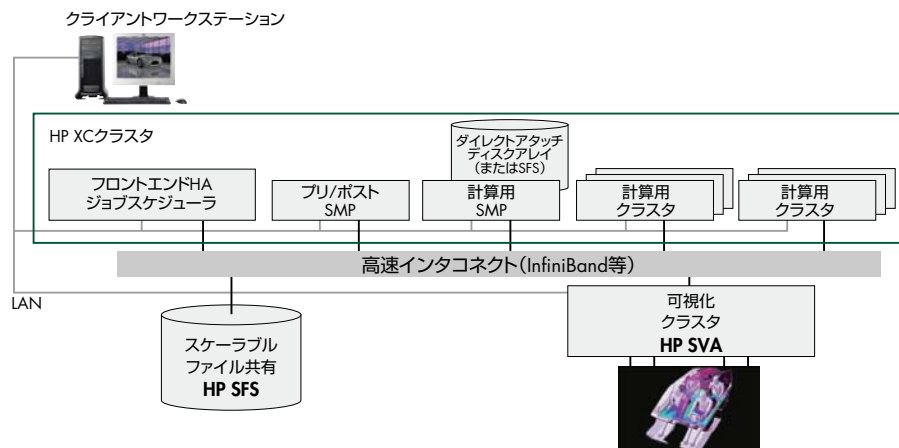 クライアントワークステーション
HP XCクラスタ
ダイレクトアタッチ
ディスクアレイ
（またはSFS）
フロントエンドHA
ジョブスケジューラ
プリ/ポスト
SMP
計算用
SMP
計算用
クラスタ
計算用
クラスタ
高速インタコネクト（InfiniBand等）
LAN
スケーラブル
ファイル共有
HP SFS
可視化
クラスタ
HP SVA